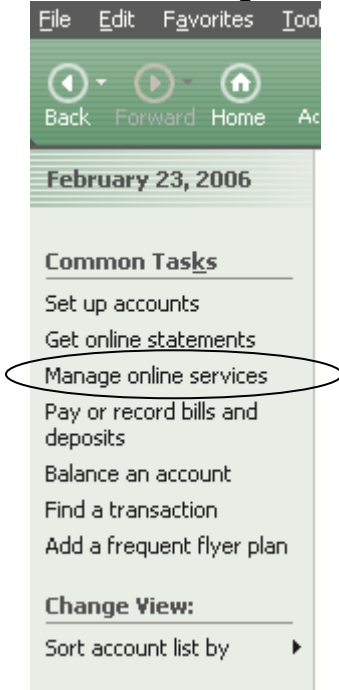 File Edit Favorites Tool
Back Forward Home Ac
February 23, 2006
Common Tasks
Set up accounts
Get online statements
Manage online services
Pay or record bills and
deposits
Balance an account
Find a transaction
Add a frequent flyer plan
Change View:
Sort account list by